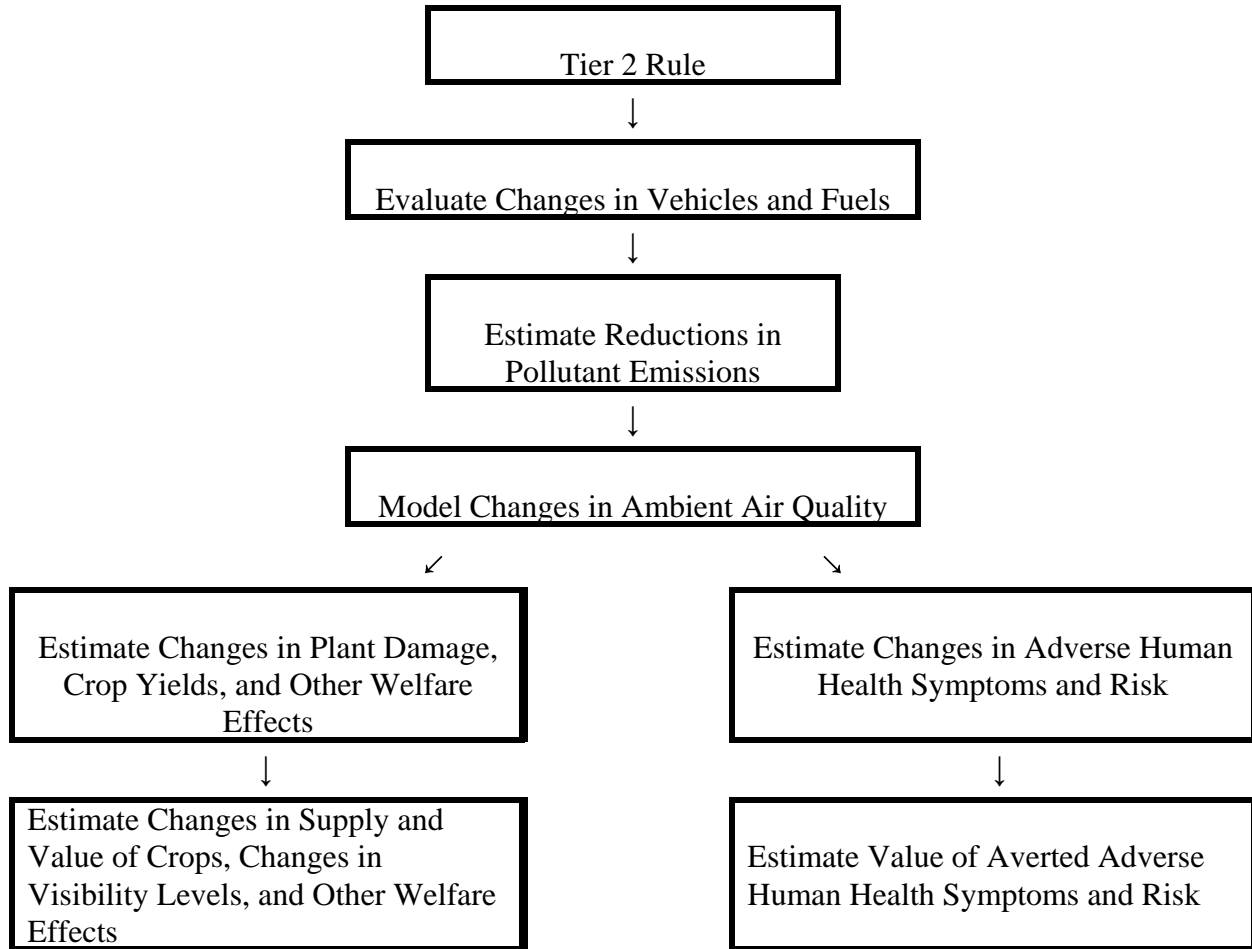 Tier 2 Rule
↓
Evaluate Changes in Vehicles and Fuels
↓
Estimate Reductions in
Pollutant Emissions
↓
Model Changes in Ambient Air Quality
↙ ↘
Estimate Changes in Plant Damage,
Crop Yields, and Other Welfare
Effects
Estimate Changes in Adverse Human
Health Symptoms and Risk
↓ ↓
Estimate Changes in Supply and
Value of Crops, Changes in
Visibility Levels, and Other Welfare
Effects
Estimate Value of Averted Adverse
Human Health Symptoms and Risk